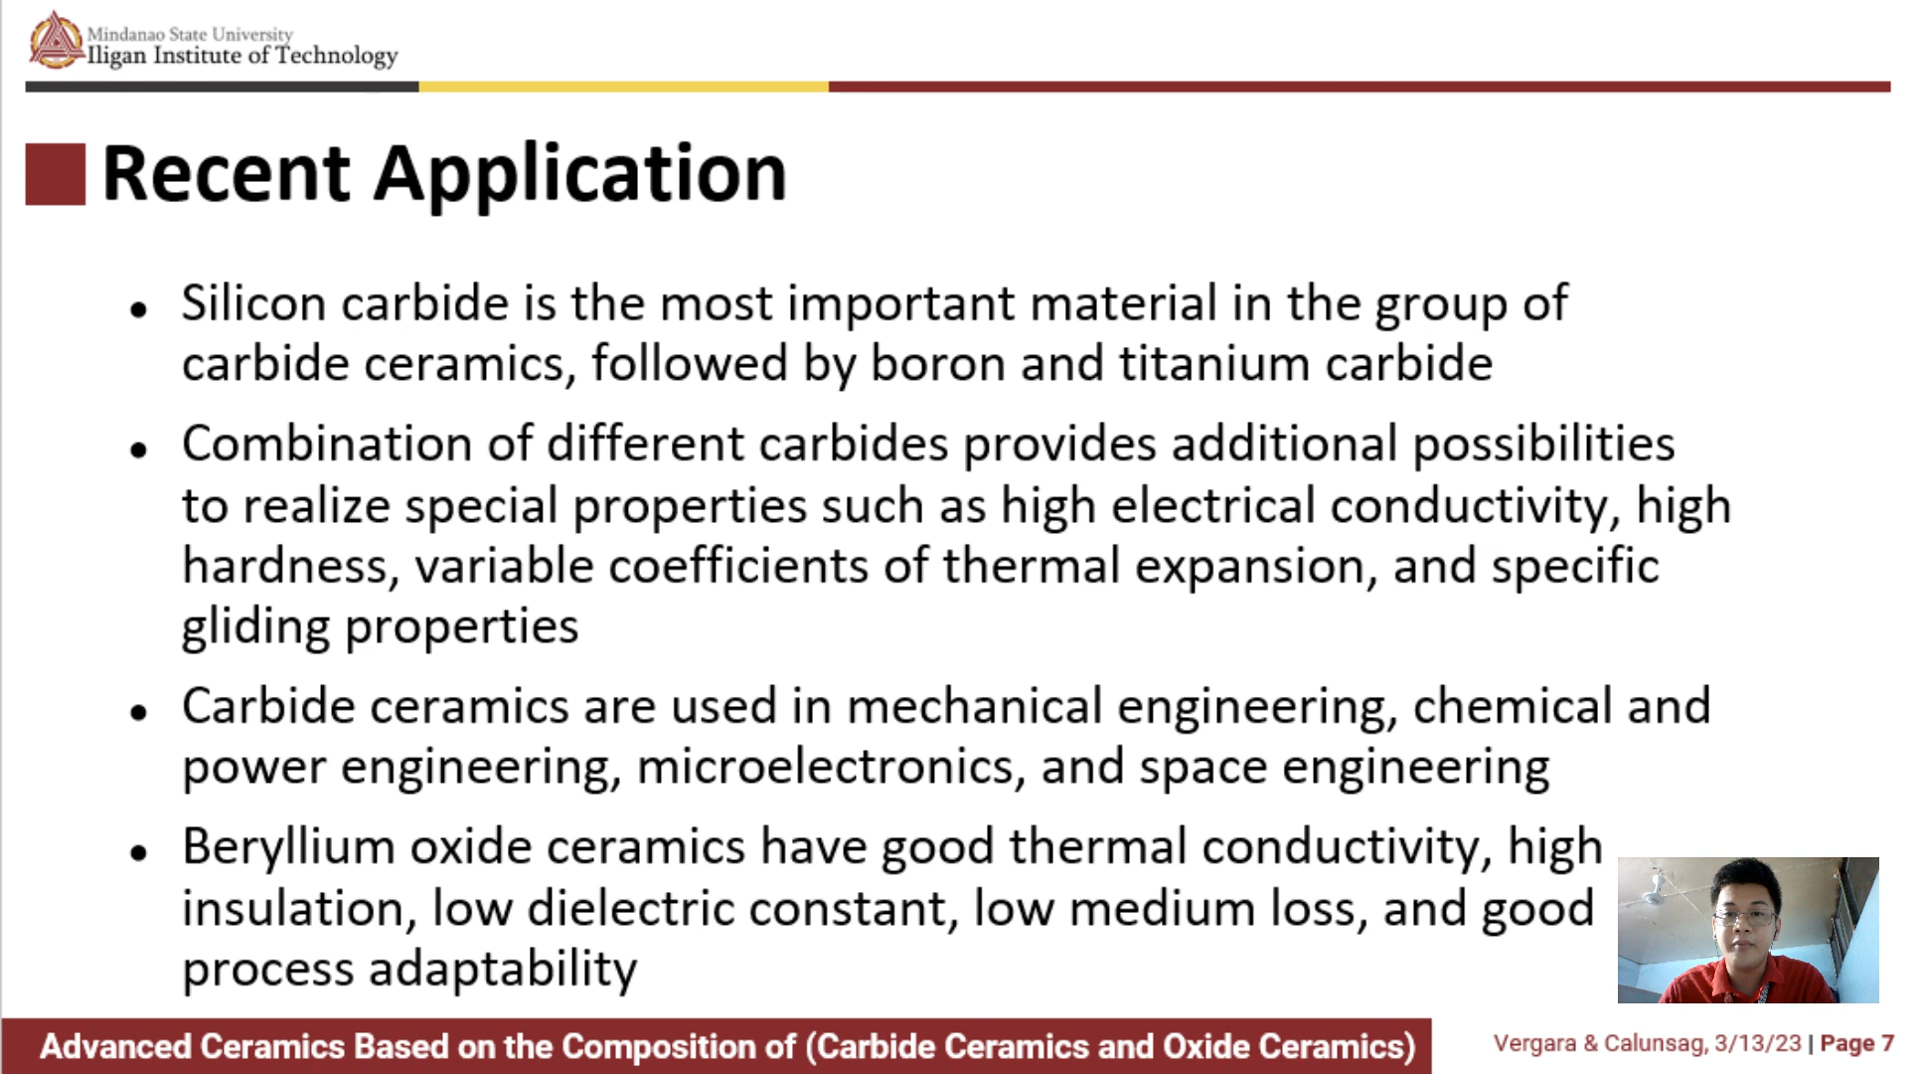 Mindanao State University
Iligan Institute of Technology
Recent Application
• Silicon carbide is the most important material in the group of
carbide ceramics, followed by boron and titanium carbide
• Combination of different carbides provides additional possibilities
to realize special properties such as high electrical conductivity, high
hardness, variable coefficients of thermal expansion, and specific
gliding properties
• Carbide ceramics are used in mechanical engineering, chemical and
power engineering, microelectronics, and space engineering
• Beryllium oxide ceramics have good thermal conductivity, high
insulation, low dielectric constant, low medium loss, and good
process adaptability
Advanced Ceramics Based on the Composition of (Carbide Ceramics and Oxide Ceramics)
Vergara & Calunsag, 3/13/23 | Page 7